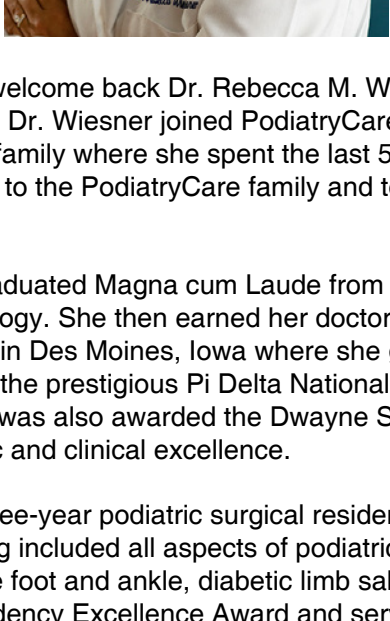 welcome back Dr. Rebecca M. W
Dr. Wiesner joined PodiatryCare
family where she spent the last 5
to the PodiatryCare family and t
aduated Magna cum Laude from
ogy. She then earned her doctor
in Des Moines, Iowa where she
the prestigious Pi Delta National
was also awarded the Dwayne S
c and clinical excellence.
ee-year podiatric surgical reside
g included all aspects of podiatric
e foot and ankle, diabetic limb sal
dency Excellence Award and ser